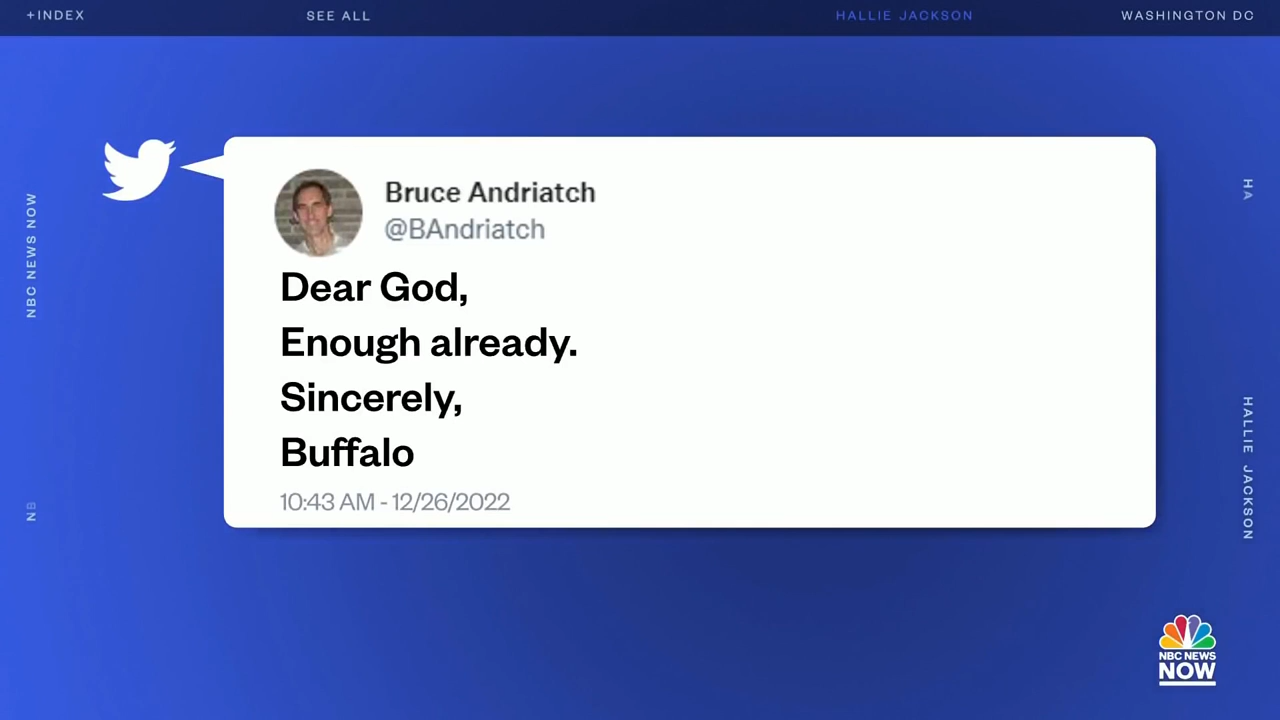 +INDEX
SEE ALL
HALLIE JACKSON
WASHINGTON DC
NBC NEWS NOW
NB
Bruce Andriatch
@BAndriatch
Dear God,
Enough already.
Sincerely,
Buffalo
10:43 AM - 12/26/2022
HA
HALLIE JACKSON
NBC NEWS
NOW